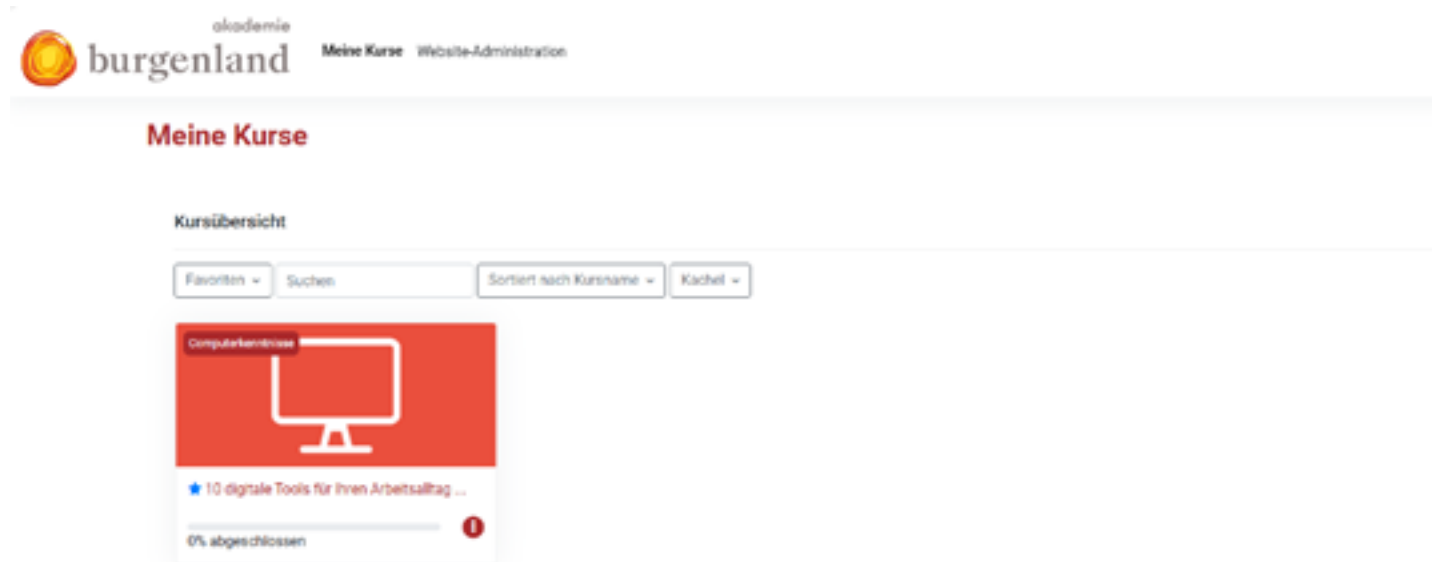 akademie
burgenland
Meine Kurse Website-Administration
Meine Kurse
Kursübersicht
Favoriten Suchen Sortiert nach Kursname Kachel
Computerkenntnisse
10 digitale Tools für Ihren Arbeitsalltag ...
0% abgeschlossen